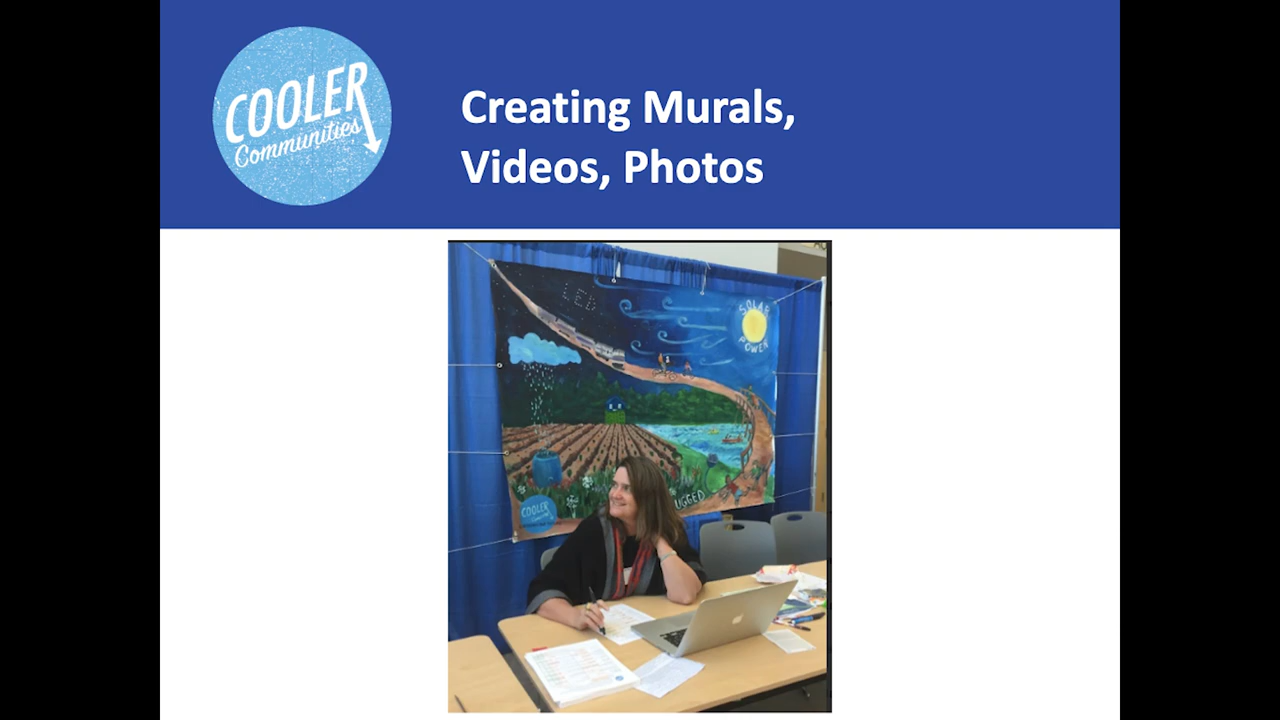 COOLER
Communities
Creating Murals,
Videos, Photos
LED
SOLAR
POWER
UGGED
COOLER